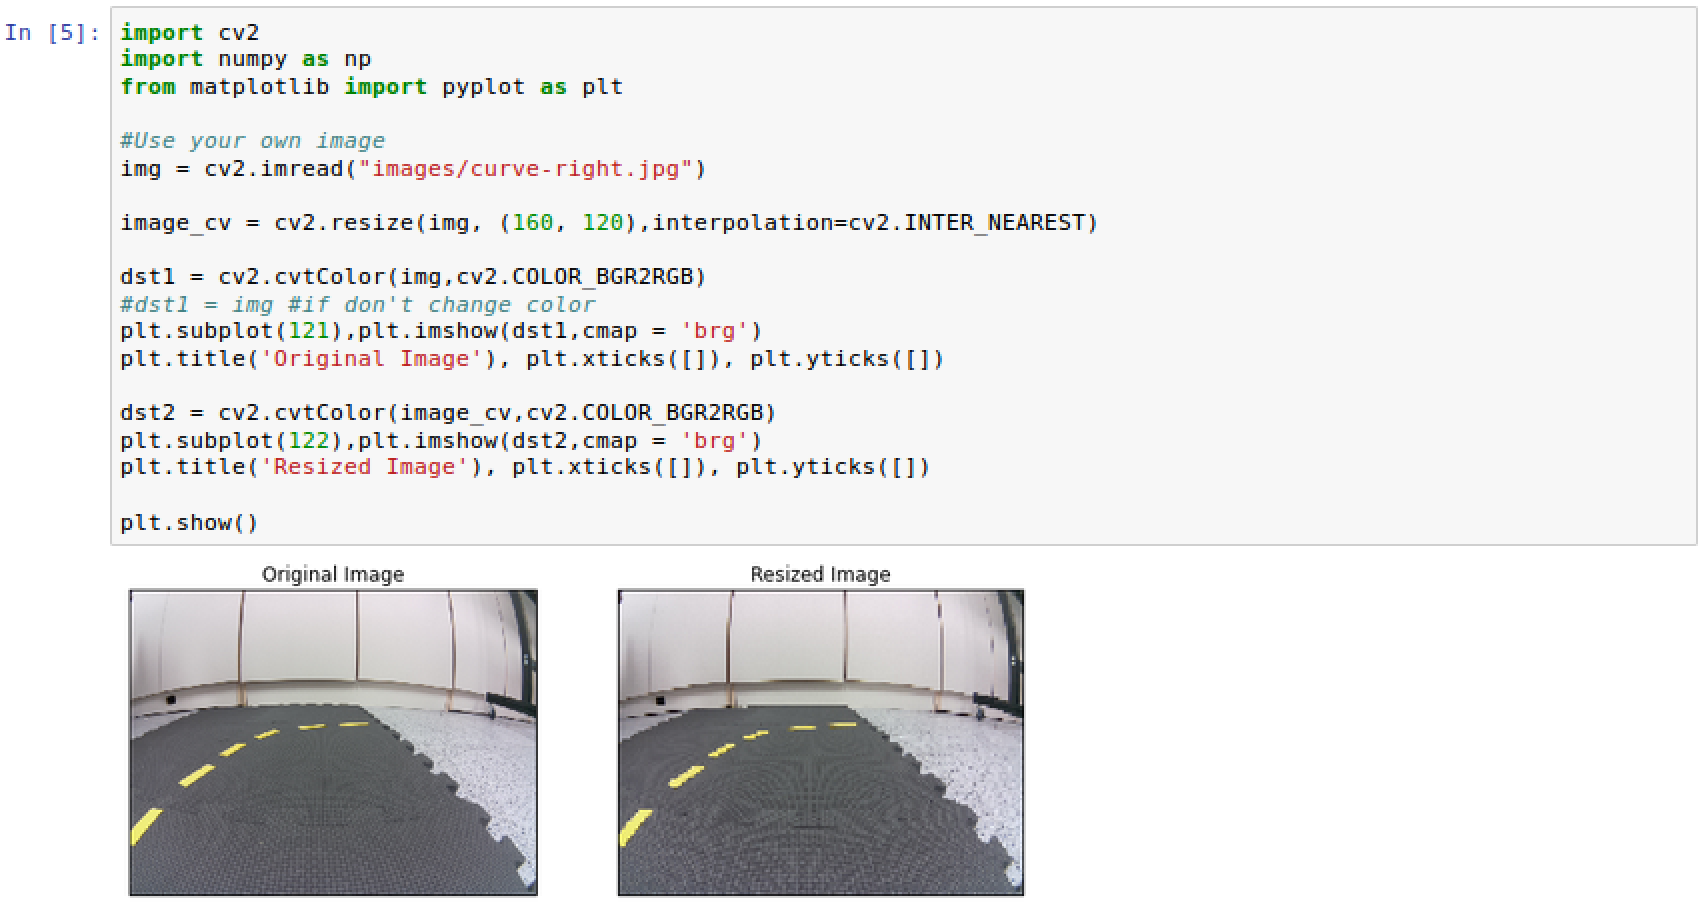 In [5]:
import cv2
import numpy as np
from matplotlib import pyplot as plt
#Use your own image
img = cv2.imread("images/curve-right.jpg")
image_cv = cv2.resize(img, (160, 120),interpolation=cv2.INTER_NEAREST)
dst1 = cv2.cvtColor(img,cv2.COLOR_BGR2RGB)
#dst1 = img #if don't change color
plt.subplot(121),plt.imshow(dst1,cmap = 'brg')
plt.title('Original Image'), plt.xticks([]), plt.yticks([])
dst2 = cv2.cvtColor(image_cv,cv2.COLOR_BGR2RGB)
plt.subplot(122),plt.imshow(dst2,cmap = 'brg')
plt.title('Resized Image'), plt.xticks([]), plt.yticks([])
plt.show()
Original Image
Resized Image